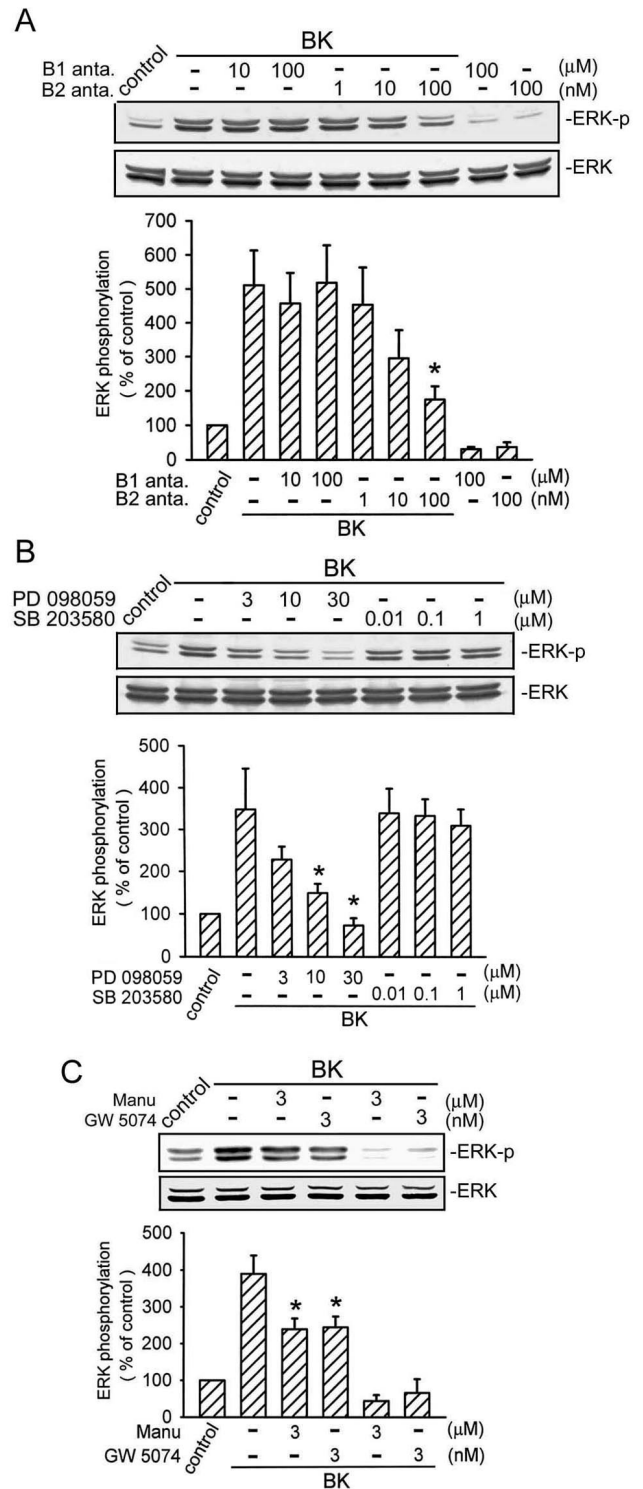 A
BK
control
B1 anta. - 10 100 - - - 100 - (μM)
B2 anta. - - - 1 10 100 - 100 (nM)
-ERK-p
-ERK
700
600
500
400
300
200
100
0
ERK phosphorylation
( % of control )
*
control
B1 anta. - 10 100 - - - 100 - (μM)
B2 anta. - - - 1 10 100 - 100 (nM)
BK
B
BK
control
PD 098059 - 3 10 30 - - - (μM)
SB 203580 - - - - 0.01 0.1 1 (μM)
-ERK-p
-ERK
500
400
300
200
100
0
ERK phosphorylation
( % of control )
* *
control
PD 098059 - 3 10 30 - - - (μM)
SB 203580 - - - - 0.01 0.1 1 (μM)
BK
C
BK
control
Manu - 3 - 3 - (μM)
GW 5074 - - 3 - 3 (nM)
-ERK-p
-ERK
500
400
300
200
100
0
ERK phosphorylation
( % of control )
* *
control
Manu - 3 - 3 - (μM)
GW 5074 - - 3 - 3 (nM)
BK